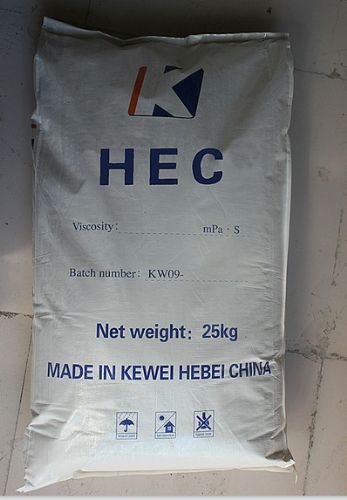 K
HEC
Viscosity: mPa · S
Batch number: KW09-
Net weight: 25kg
MADE IN KEWEI HEBEI CHINA